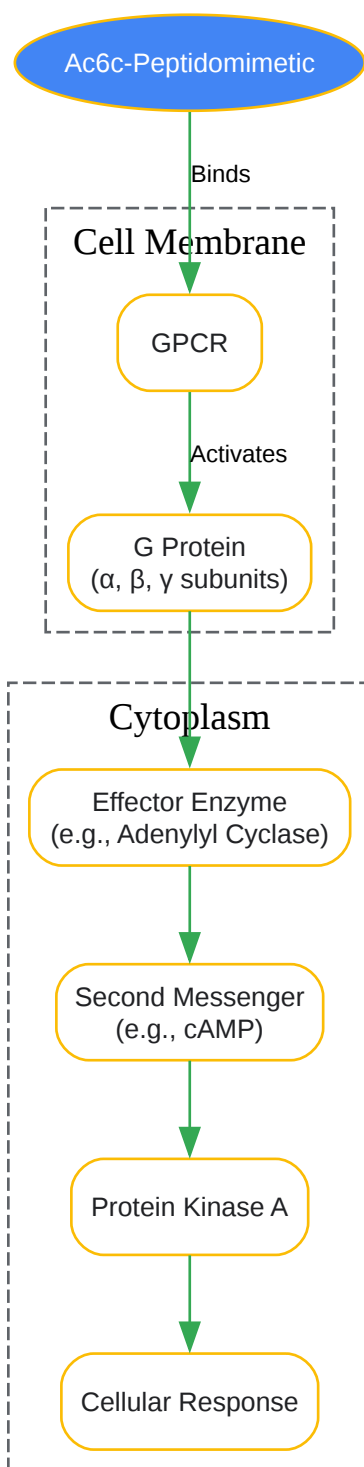 Ac6c-Peptidomimetic
Binds
Cell Membrane
GPCR
Activates
G Protein
(α, β, γ subunits)
Cytoplasm
Effector Enzyme
(e.g., Adenylyl Cyclase)
Second Messenger
(e.g., cAMP)
Protein Kinase A
Cellular Response